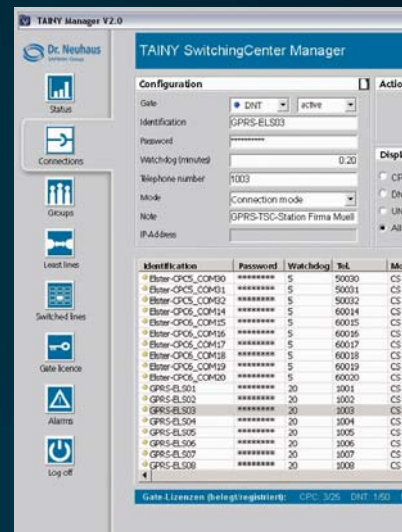 TAINY Manager V2.0
Dr. Neuhaus
TAINY SwitchingCenter Manager
Status
Connections
Groups
Least lines
Switched lines
Gate licence
Alarms
Log off
Configuration
Gate DNT active
Identification GPRS-ELS03
Password *********
Watchdog (minutes) 0:20
Telephone number 1003
Mode Connection mode
Note GPRS-TSC-Station Firma Muell
IP-Address
Actio
Displ
CP
DN
UN
All
Identification Password Watchdog Tel. Mo
Elster-CPC5_COM30 ********* 5 50030 CS
Elster-CPC5_COM31 ********* 5 50031 CS
Elster-CPC5_COM32 ********* 5 50032 CS
Elster-CPC6_COM14 ********* 5 60014 CS
Elster-CPC6_COM15 ********* 5 60015 CS
Elster-CPC6_COM16 ********* 5 60016 CS
Elster-CPC6_COM17 ********* 5 60017 CS
Elster-CPC6_COM18 ********* 5 60018 CS
Elster-CPC6_COM19 ********* 5 60019 CS
Elster-CPC6_COM20 ********* 5 60020 CS
GPRS-ELS01 ********* 20 1001 CS
GPRS-ELS02 ********* 20 1002 CS
GPRS-ELS03 ********* 20 1003 CS
GPRS-ELS04 ********* 20 1004 CS
GPRS-ELS05 ********* 20 1005 CS
GPRS-ELS06 ********* 20 1006 CS
GPRS-ELS07 ********* 20 1007 CS
GPRS-ELS08 ********* 20 1008 CS
Gate-Lizenzen (belegt/registriert): CPC: 3/25 DNT: 1/50